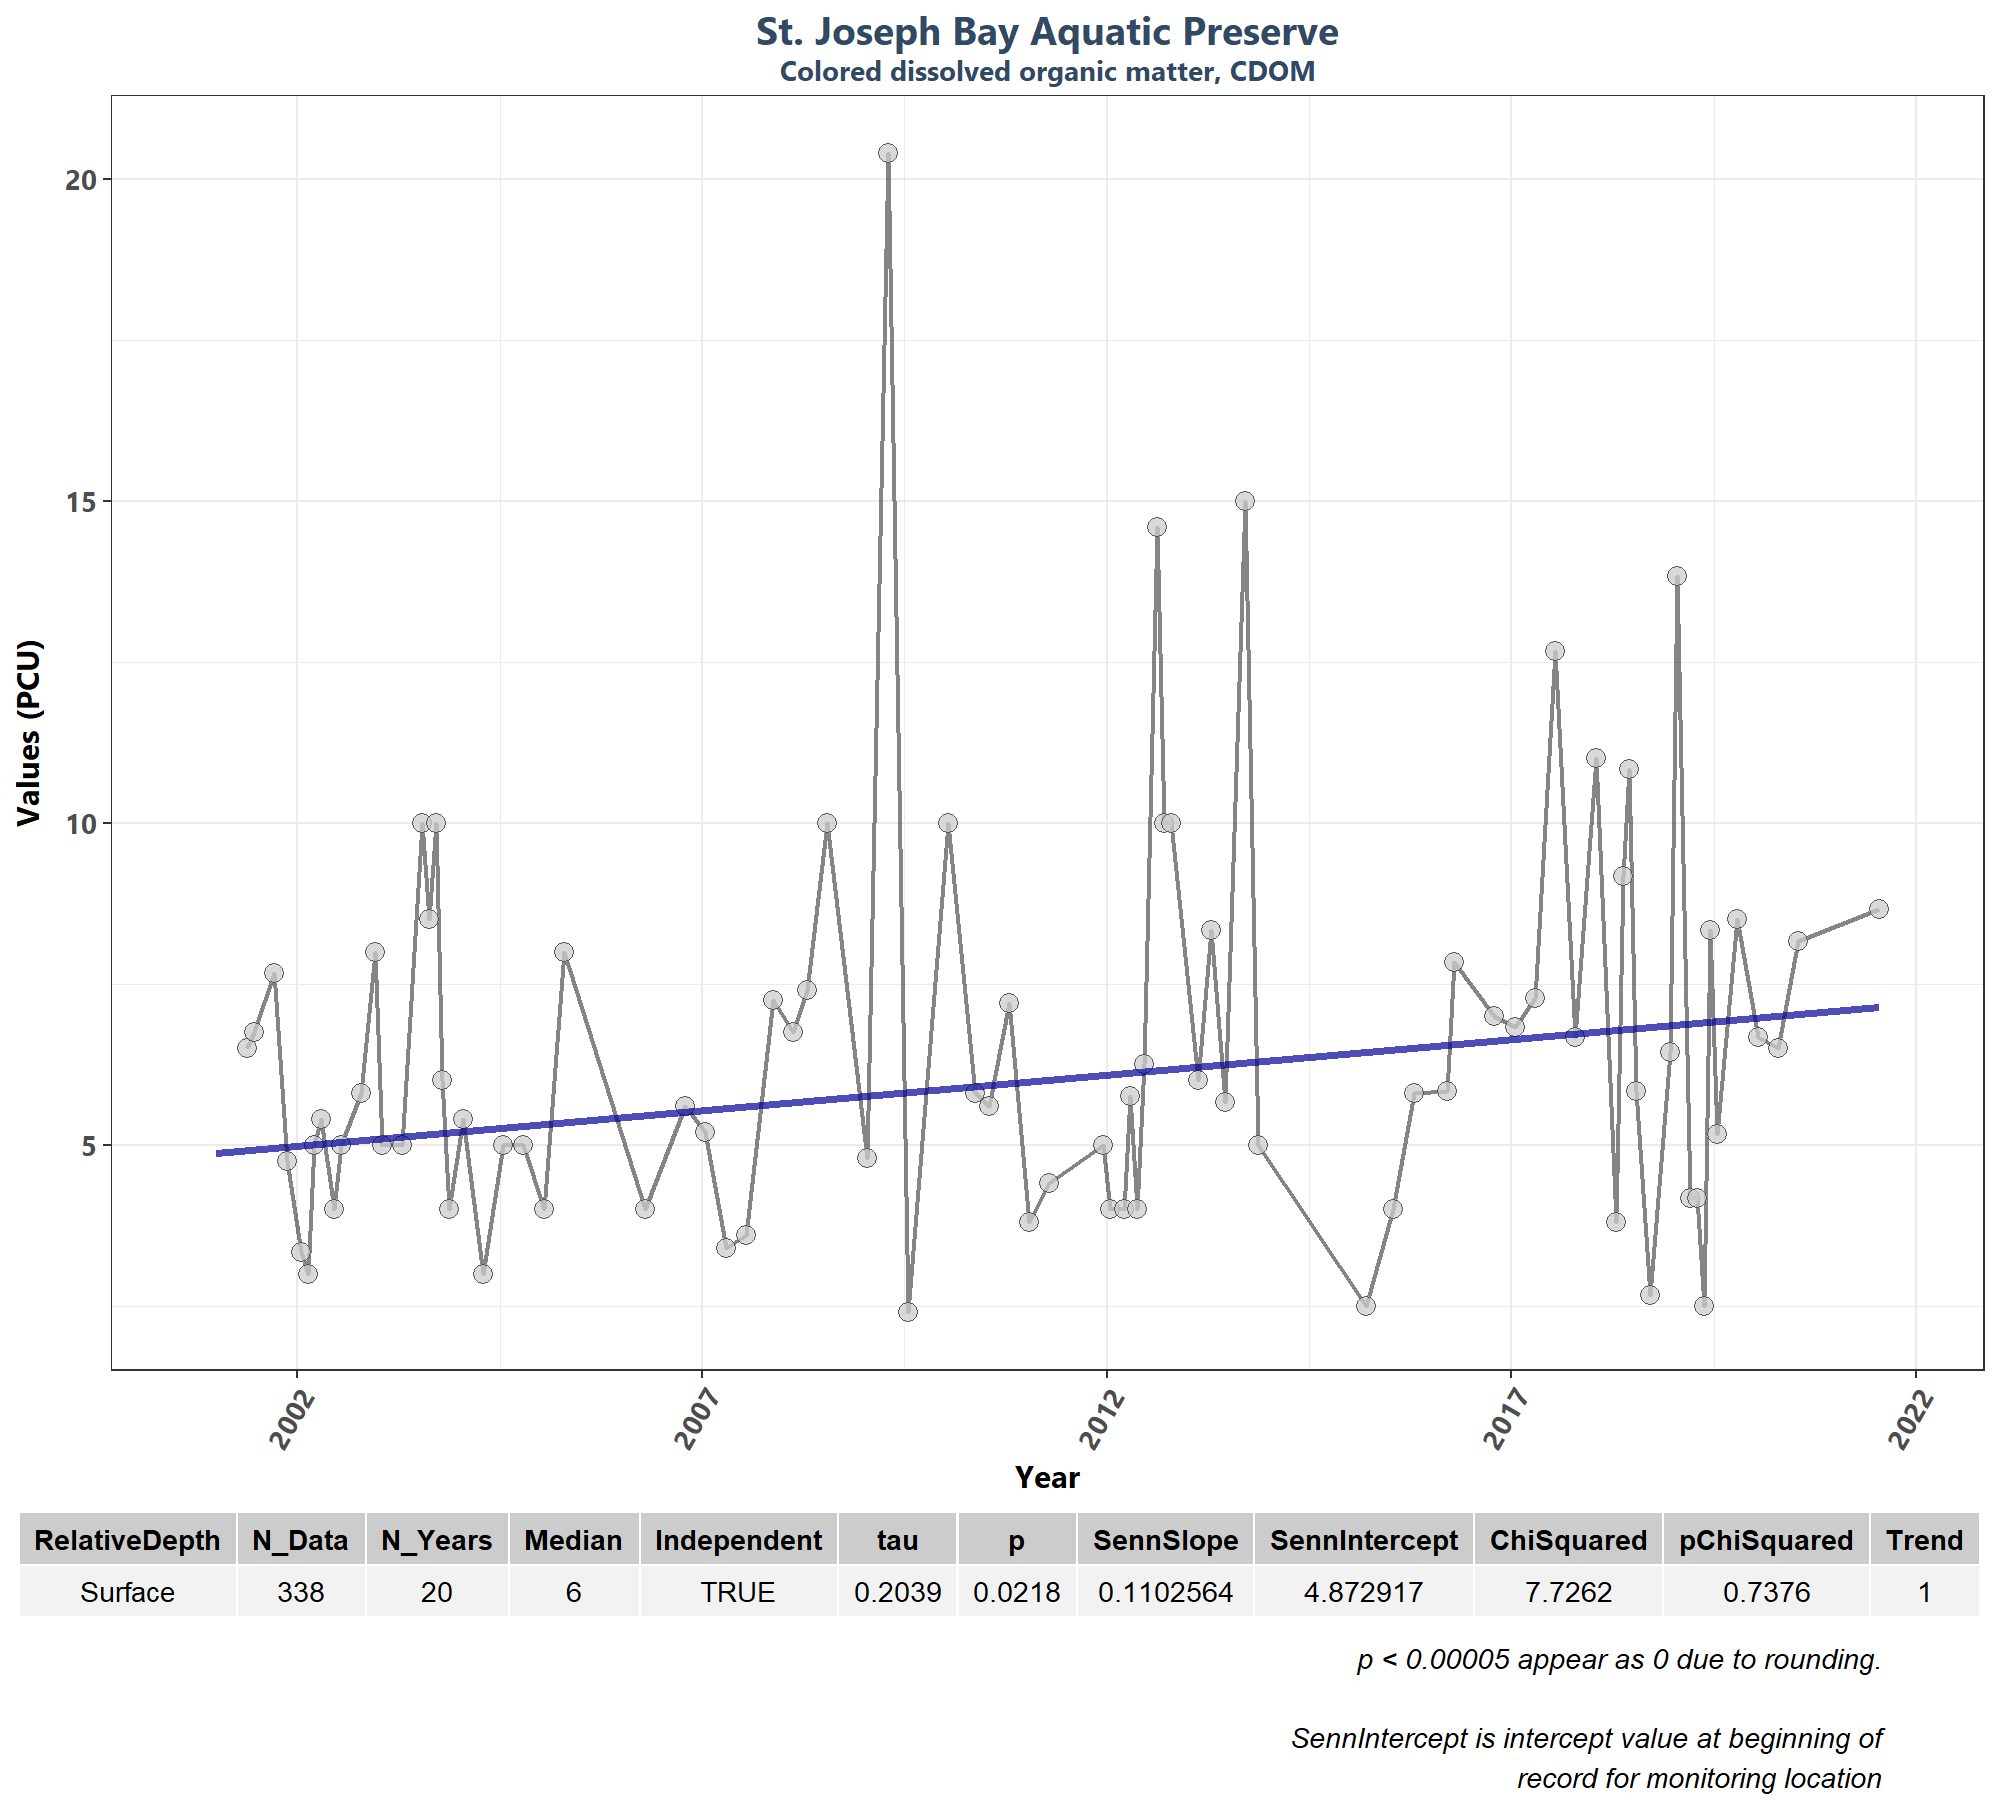 St. Joseph Bay Aquatic Preserve
Colored dissolved organic matter, CDOM
Values (PCU)
20
15
10
5
2002
2007
2012
2017
2022
Year
RelativeDepth N_Data N_Years Median Independent tau p SennSlope SennIntercept ChiSquared pChiSquared Trend
Surface 338 20 6 TRUE 0.2039 0.0218 0.1102564 4.872917 7.7262 0.7376 1
p < 0.00005 appear as 0 due to rounding.
SennIntercept is intercept value at beginning of
record for monitoring location